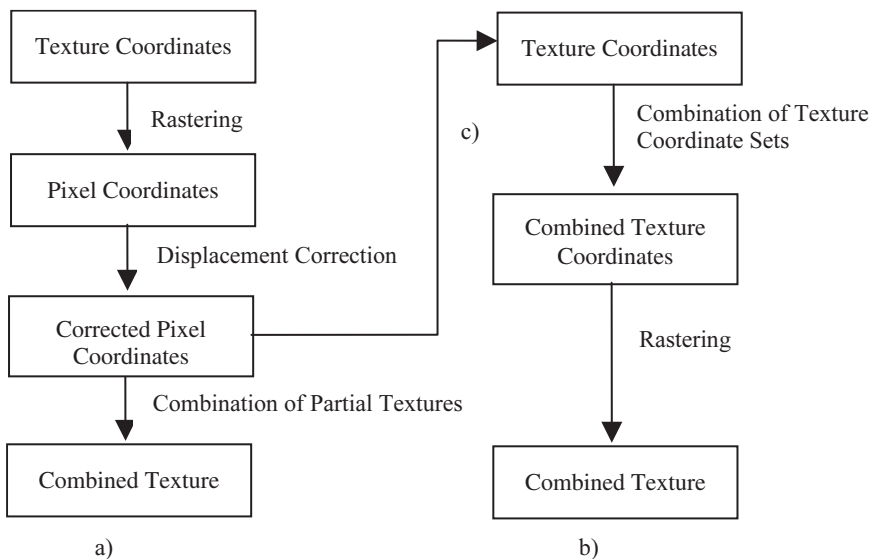 Texture Coordinates
Rastering
Pixel Coordinates
Displacement Correction
Corrected Pixel
Coordinates
Combination of Partial Textures
Combined Texture
a)
c)
Texture Coordinates
Combination of Texture
Coordinate Sets
Combined Texture
Coordinates
Rastering
Combined Texture
b)